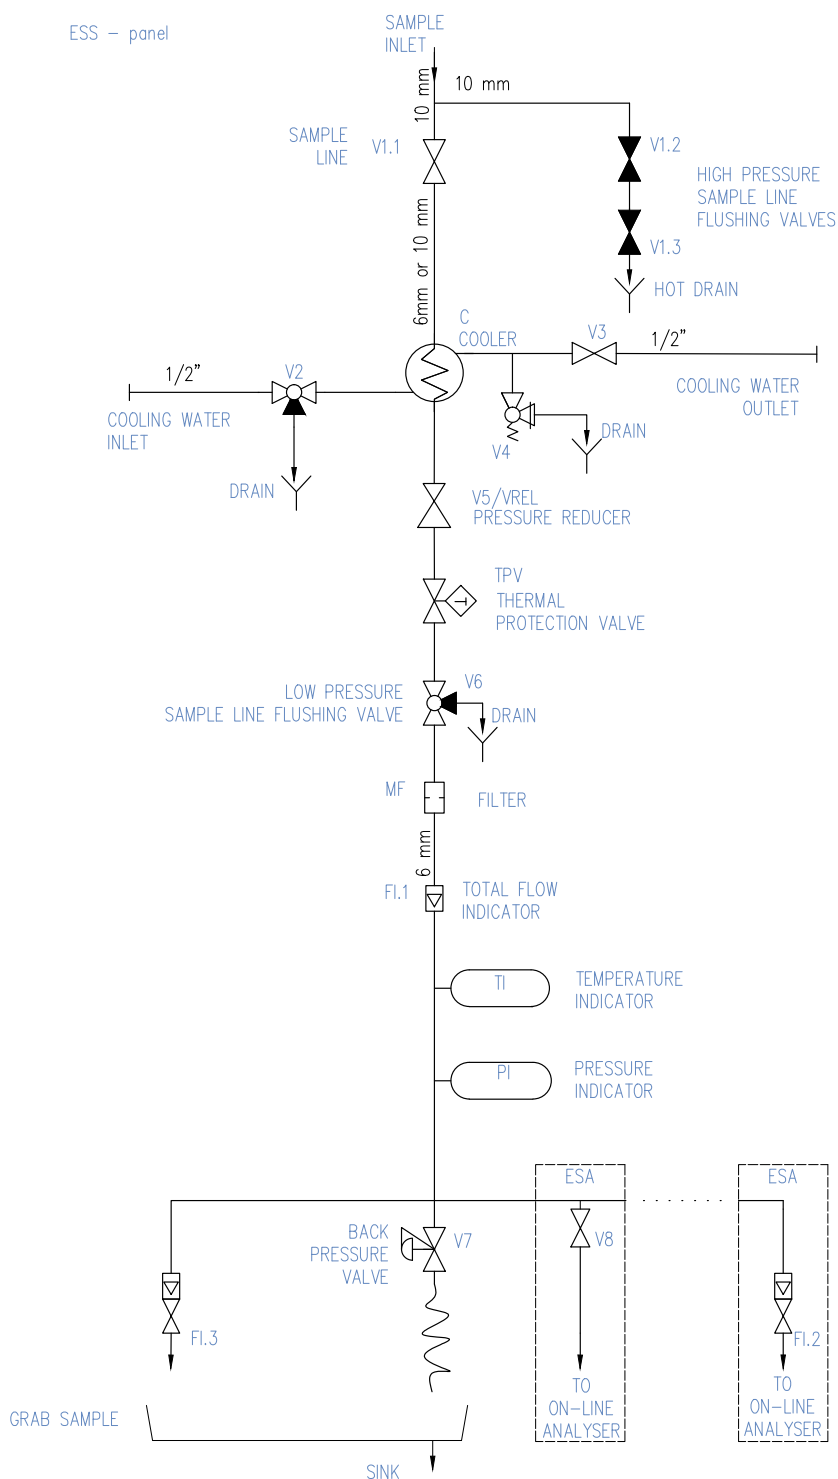 ESS – panel
SAMPLE
INLET
10 mm
10 mm
SAMPLE
LINE
V1.1
V1.2
HIGH PRESSURE
SAMPLE LINE
FLUSHING VALVES
V1.3
HOT DRAIN
6mm or 10 mm
C
COOLER
V3
1/2"
COOLING WATER
OUTLET
1/2"
V2
COOLING WATER
INLET
DRAIN
V4
DRAIN
V5/VREL
PRESSURE REDUCER
TPV
THERMAL
PROTECTION VALVE
T
LOW PRESSURE
SAMPLE LINE FLUSHING VALVE
V6
DRAIN
MF
FILTER
6 mm
FI.1
TOTAL FLOW
INDICATOR
TI
TEMPERATURE
INDICATOR
PI
PRESSURE
INDICATOR
ESA
ESA
BACK
PRESSURE
VALVE
V7
V8
FI.3
FI.2
TO
ON-LINE
ANALYSER
TO
ON-LINE
ANALYSER
GRAB SAMPLE
SINK